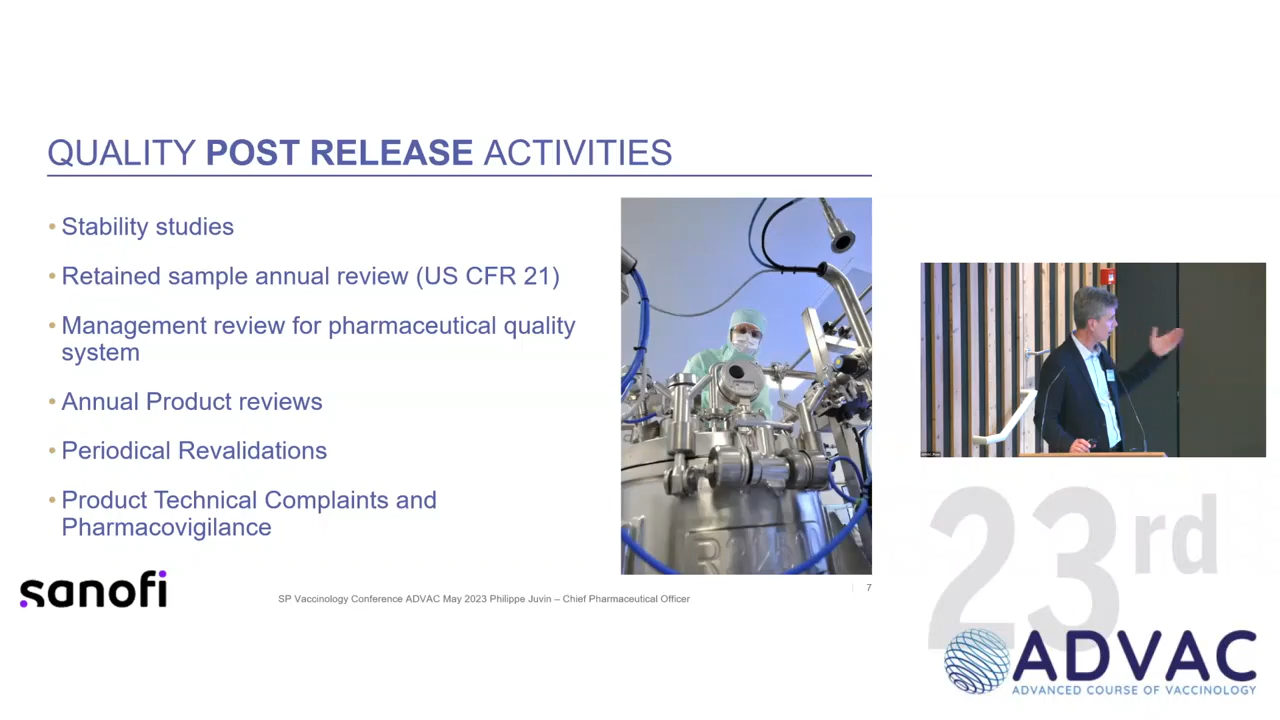 QUALITY POST RELEASE ACTIVITIES
• Stability studies
• Retained sample annual review (US CFR 21)
• Management review for pharmaceutical quality
system
• Annual Product reviews
• Periodical Revalidations
• Product Technical Complaints and
Pharmacovigilance
sanofi
SP Vaccinology Conference ADVAC May 2023 Philippe Juvin – Chief Pharmaceutical Officer
7
23rd
ADVAC
ADVANCED COURSE OF VACCINOLOGY